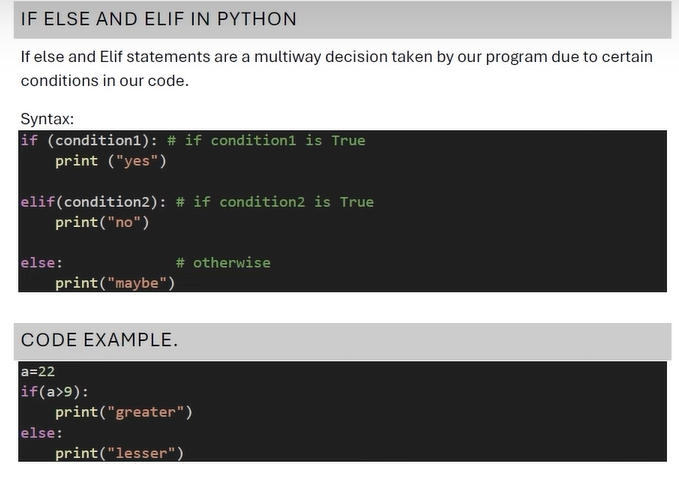 IF ELSE AND ELIF IN PYTHON
If else and Elif statements are a multiway decision taken by our program due to certain
conditions in our code.
Syntax:
if (condition1): # if condition1 is True
    print ("yes")
elif(condition2): # if condition2 is True
    print("no")
else:             # otherwise
    print("maybe")
CODE EXAMPLE.
a=22
if(a>9):
    print("greater")
else:
    print("lesser")